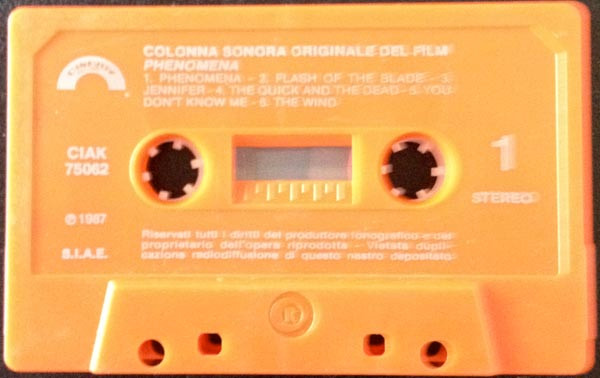 CINEVOX
COLONNA SONORA ORIGINALE DEL FILM
PHENOMENA
1. PHENOMENA - 2. FLASH OF THE BLADE - 3.
JENNIFER - 4. THE QUICK AND THE DEAD - 5. YOU
DON'T KNOW ME - 6. THE WIND
CIAK
75062
1
STEREO
℗ 1987
S.I.A.E.
Riservati tutti i diritti del produttore fonografico e del
proprietario dell'opera riprodotta - Vietata dupli-
cazione radiodiffusione di questo nastro depositato
R